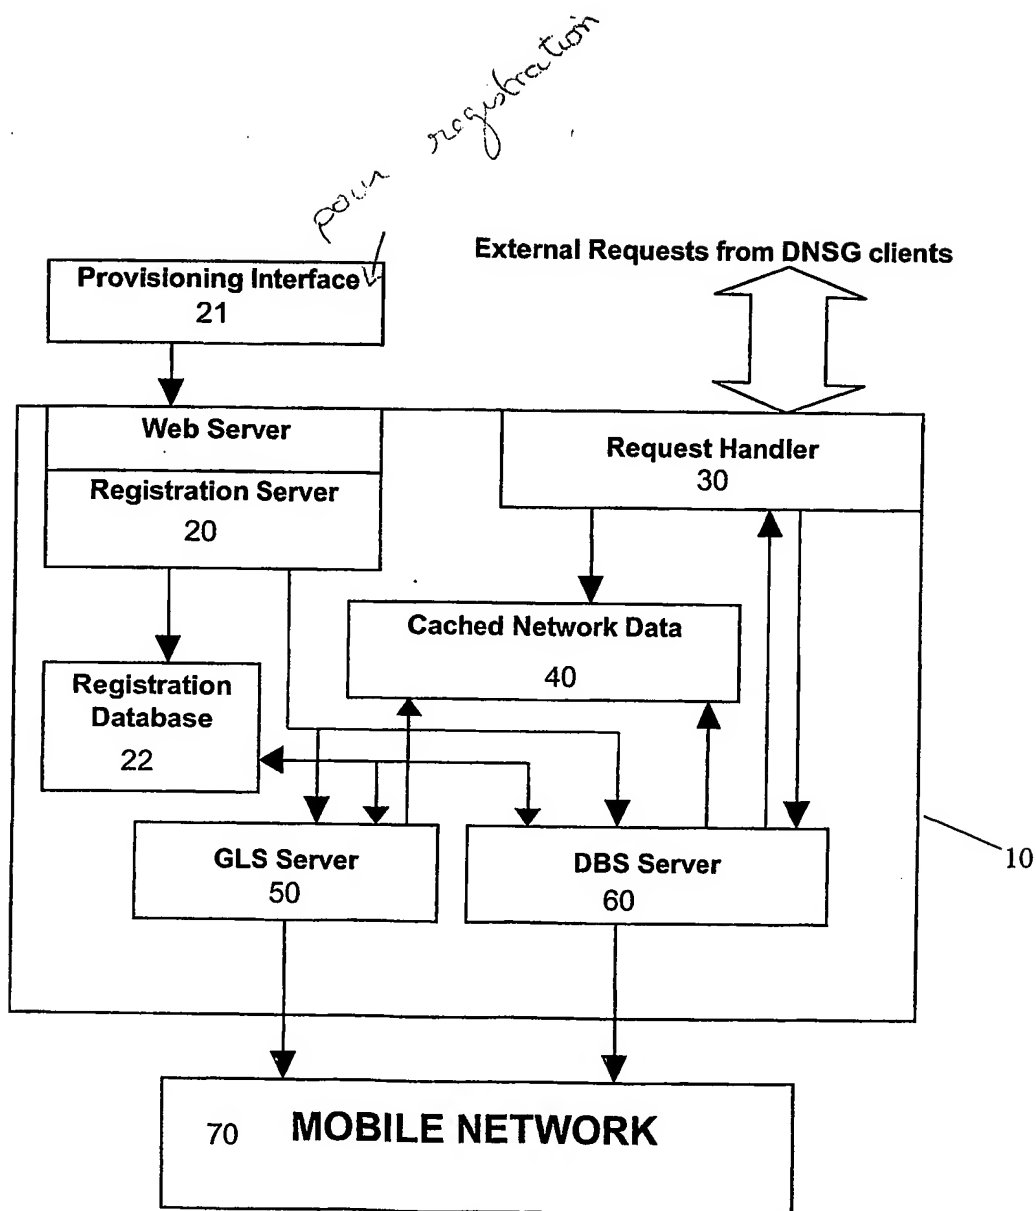 pour registration
External Requests from DNSG clients
Provisioning Interface
21
Web Server
Request Handler
30
Registration Server
20
Cached Network Data
40
Registration
Database
22
GLS Server
50
DBS Server
60
10
70 MOBILE NETWORK